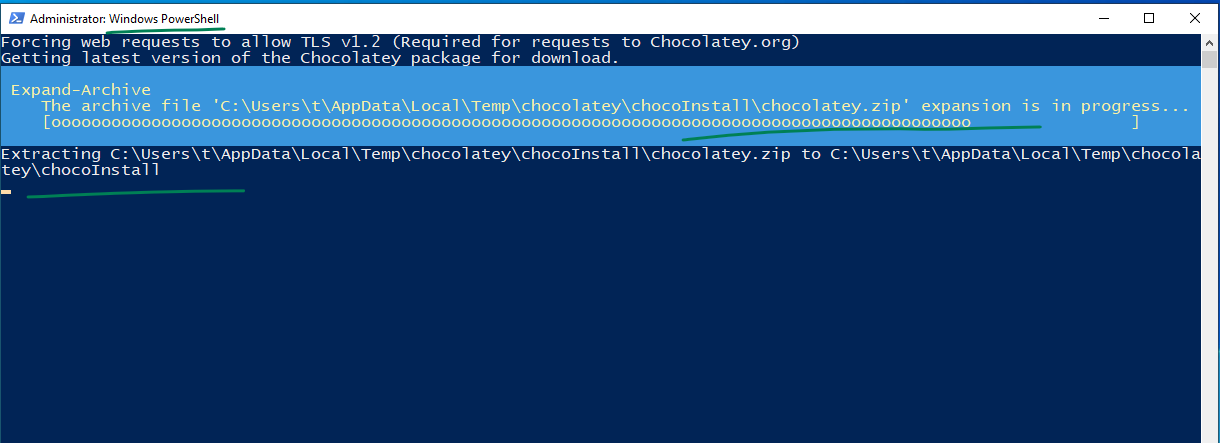 Administrator: Windows PowerShell
Forcing web requests to allow TLS v1.2 (Required for requests to Chocolatey.org)
Getting latest version of the Chocolatey package for download.
Expand-Archive
The archive file 'C:\Users\t\AppData\Local\Temp\chocolatey\chocoInstall\chocolatey.zip' expansion is in progress...
[oooooooooooooooooooooooooooooooooooooooooooooooooooooooooooooooooooooooooooooooooooooooooooo                ]
Extracting C:\Users\t\AppData\Local\Temp\chocolatey\chocoInstall\chocolatey.zip to C:\Users\t\AppData\Local\Temp\chocola
tey\chocoInstall